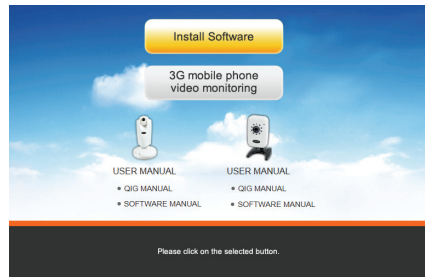 Install Software
3G mobile phone
video monitoring
USER MANUAL
• QIG MANUAL
• SOFTWARE MANUAL
USER MANUAL
• QIG MANUAL
• SOFTWARE MANUAL
Please click on the selected button.